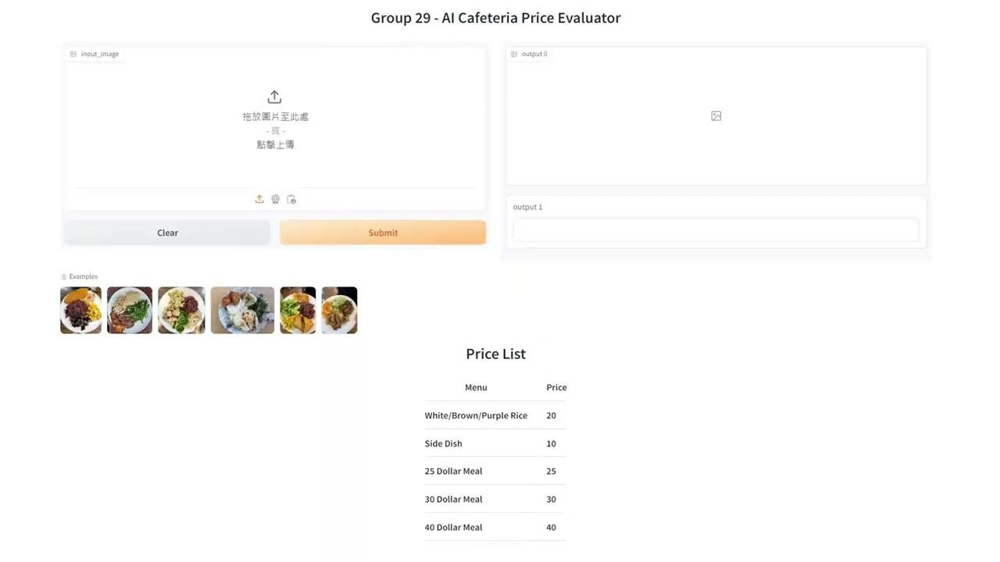 Group 29 - AI Cafeteria Price Evaluator
input_image
拖放圖片至此處
- 或 -
點擊上傳
Clear
Submit
output 0
output 1
Examples
Price List
Menu Price
White/Brown/Purple Rice 20
Side Dish 10
25 Dollar Meal 25
30 Dollar Meal 30
40 Dollar Meal 40